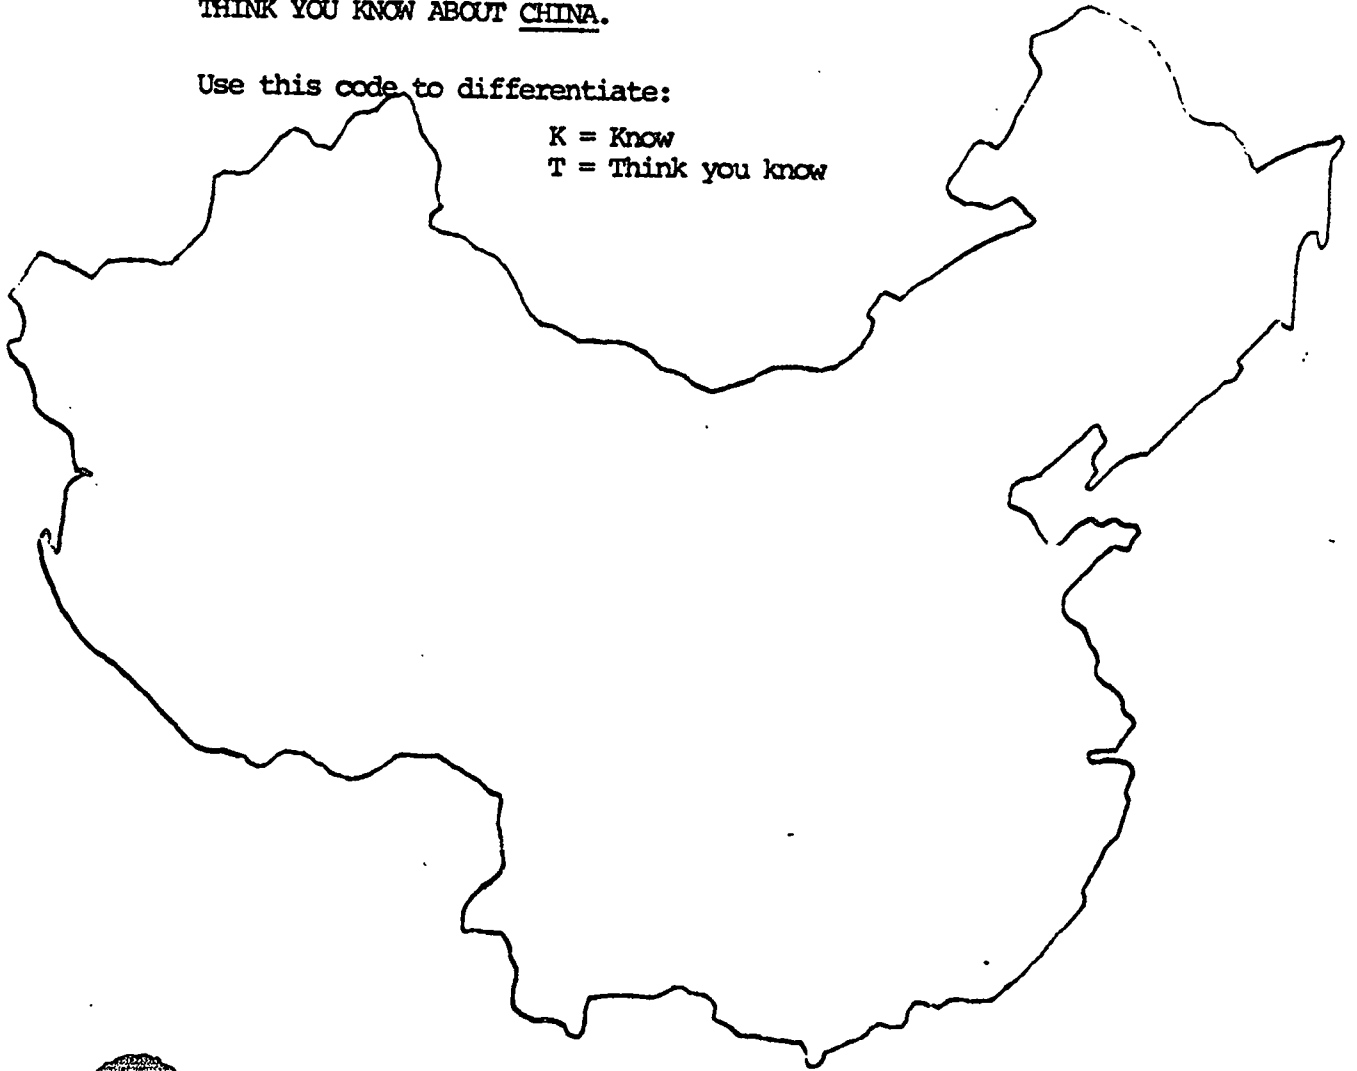 THINK YOU KNOW ABOUT CHINA.
Use this code to differentiate:
K = Know
T = Think you know